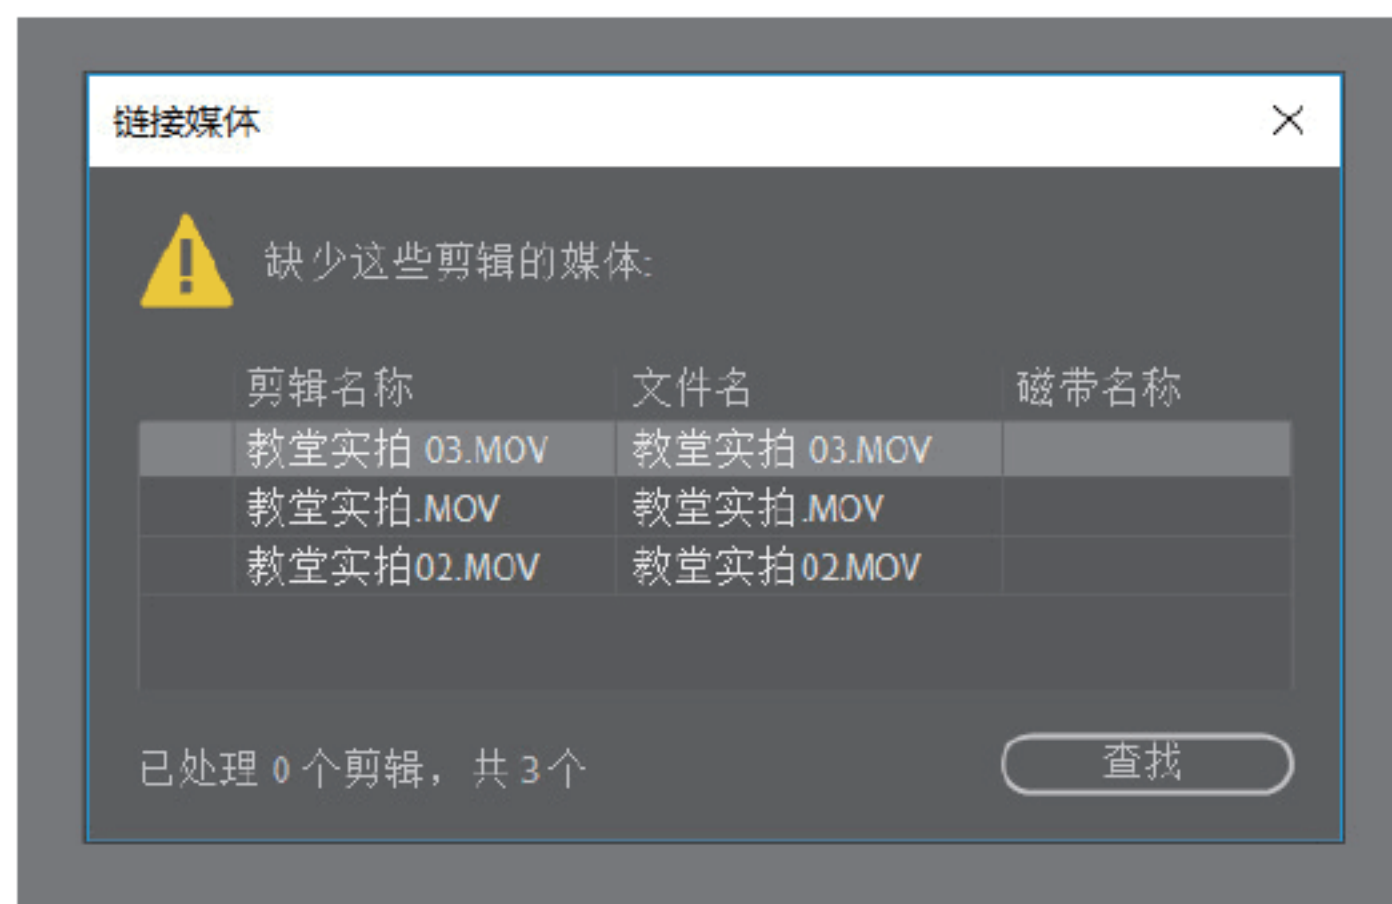 链接媒体
缺少这些剪辑的媒体:
剪辑名称 文件名 磁带名称
教堂实拍 03.MOV 教堂实拍 03.MOV
教堂实拍.MOV 教堂实拍.MOV
教堂实拍02.MOV 教堂实拍02.MOV
已处理 0 个剪辑，共 3个 查找